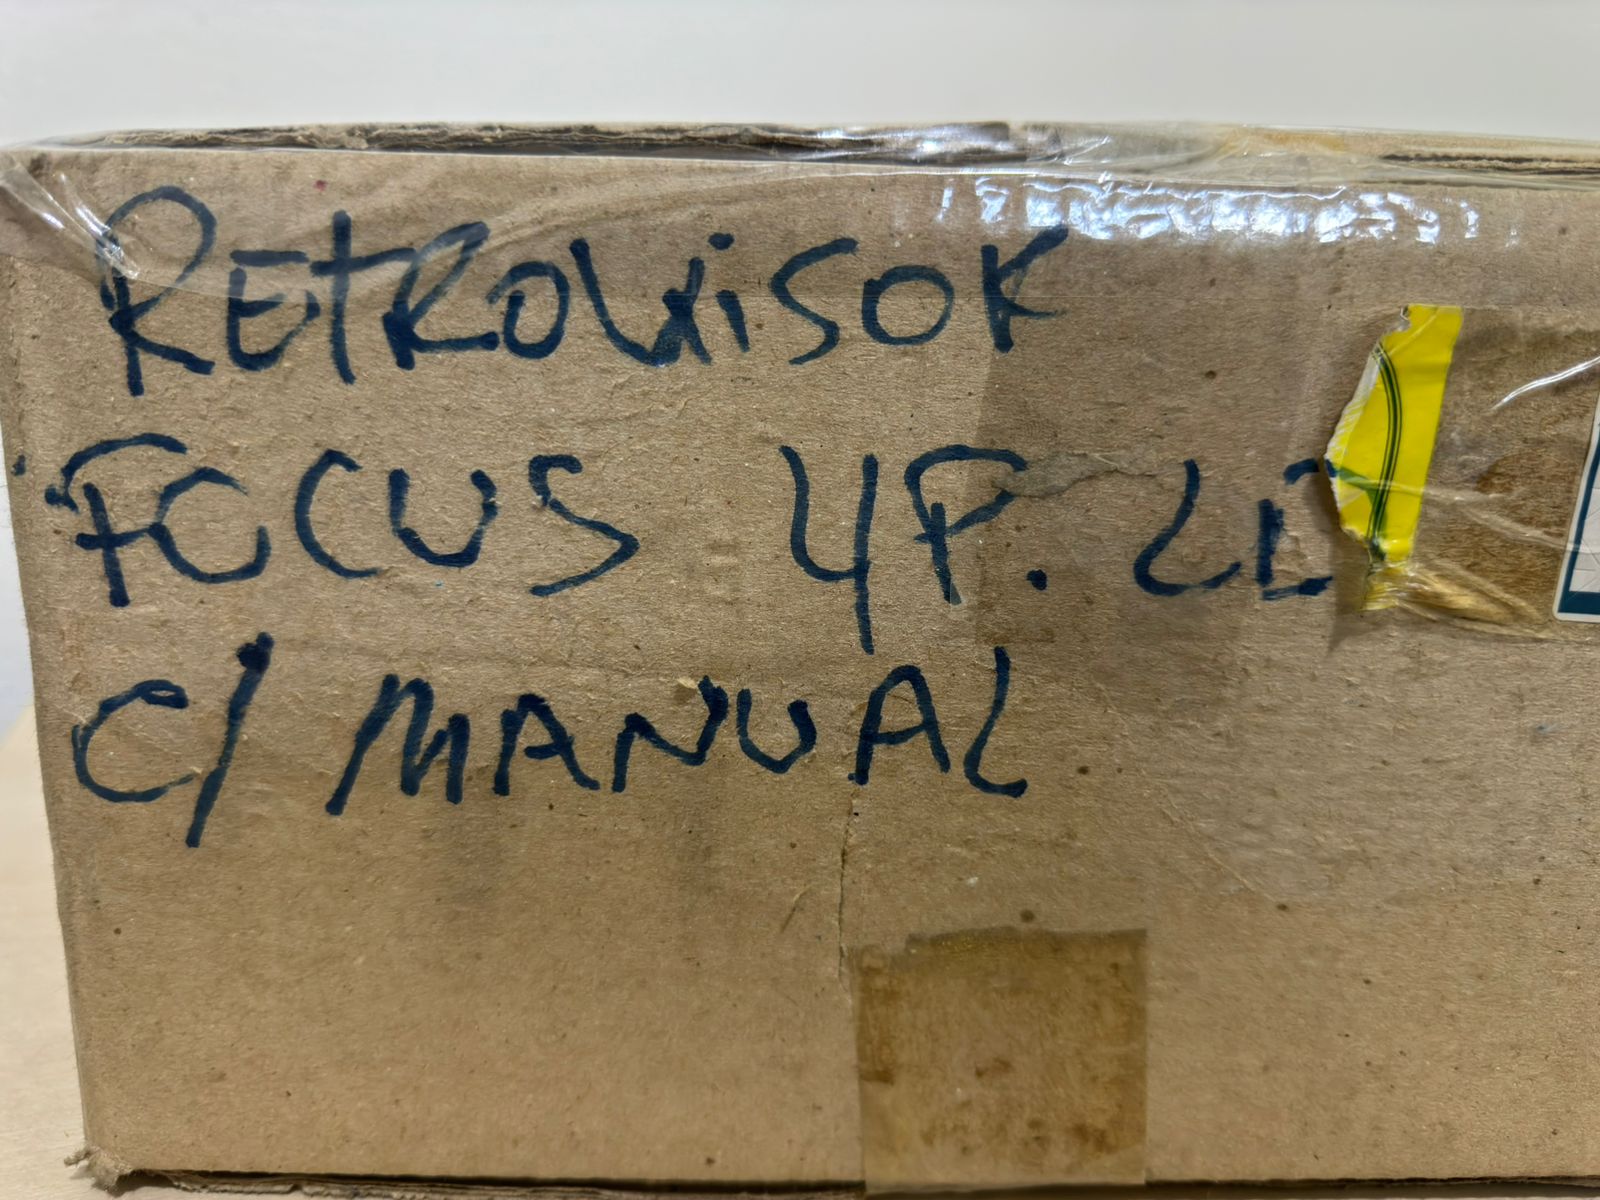 RETROVISOR
FOCUS 4P. LD
C/ MANUAL